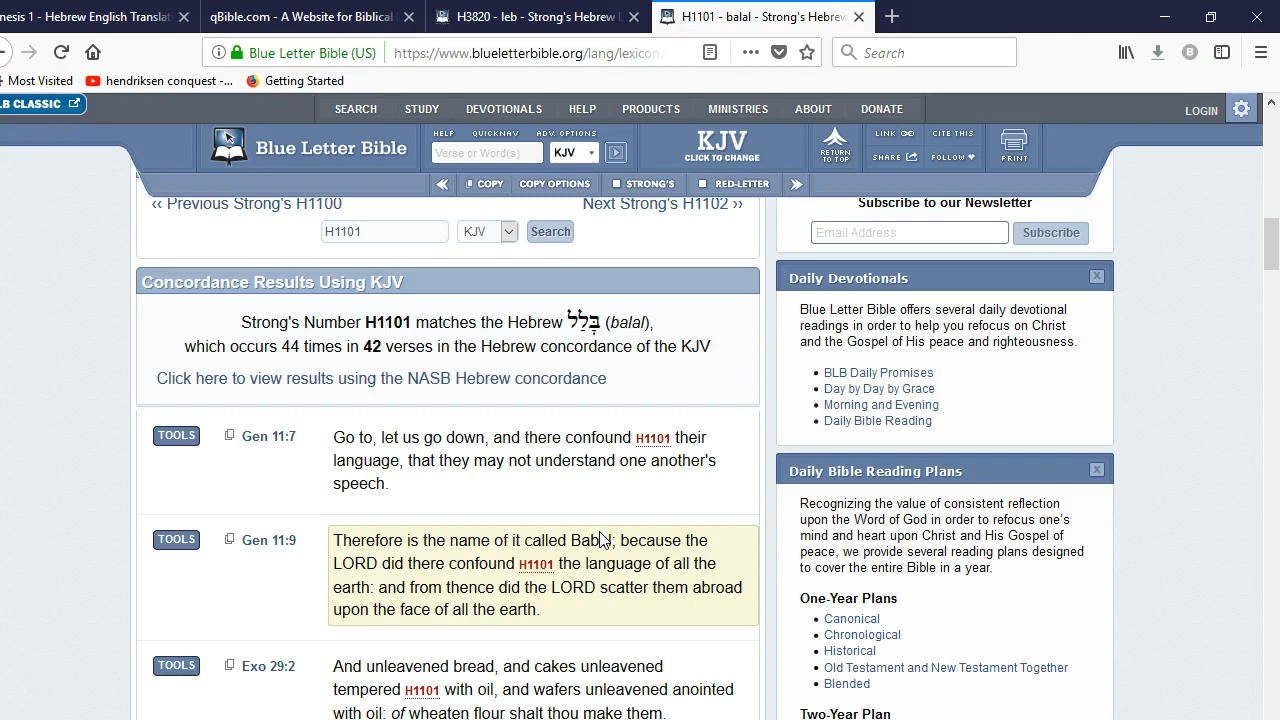 nesis 1 - Hebrew English Translat
qBible.com - A Website for Biblical
H3820 - leb - Strong's Hebrew
H1101 - balal - Strong's Hebrew
Blue Letter Bible (US)
https://www.blueletterbible.org/lang/lexicon
Search
Most Visited
hendriksen conquest -...
Getting Started
LB CLASSIC
SEARCH STUDY DEVOTIONALS HELP PRODUCTS MINISTRIES ABOUT DONATE
LOGIN
Blue Letter Bible
HELP QUICKNAV ADV. OPTIONS
Verse or Word(s) KJV
KJV
CLICK TO CHANGE
RETURN
TO TOP
LINK CITE THIS
SHARE FOLLOW
PRINT
COPY COPY OPTIONS STRONG'S RED-LETTER
‹‹ Previous Strong's H1100
Next Strong's H1102 ››
H1101 KJV Search
Concordance Results Using KJV
Strong's Number H1101 matches the Hebrew בָּלַל (balal),
which occurs 44 times in 42 verses in the Hebrew concordance of the KJV
Click here to view results using the NASB Hebrew concordance
TOOLS Gen 11:7 Go to, let us go down, and there confound H1101 their
language, that they may not understand one another's
speech.
TOOLS Gen 11:9 Therefore is the name of it called Babel; because the
LORD did there confound H1101 the language of all the
earth: and from thence did the LORD scatter them abroad
upon the face of all the earth.
TOOLS Exo 29:2 And unleavened bread, and cakes unleavened
tempered H1101 with oil, and wafers unleavened anointed
with oil: of wheaten flour shalt thou make them.
Subscribe to our Newsletter
Email Address Subscribe
Daily Devotionals
Blue Letter Bible offers several daily devotional
readings in order to help you refocus on Christ
and the Gospel of His peace and righteousness.
BLB Daily Promises
Day by Day by Grace
Morning and Evening
Daily Bible Reading
Daily Bible Reading Plans
Recognizing the value of consistent reflection
upon the Word of God in order to refocus one's
mind and heart upon Christ and His Gospel of
peace, we provide several reading plans designed
to cover the entire Bible in a year.
One-Year Plans
Canonical
Chronological
Historical
Old Testament and New Testament Together
Blended
Two-Year Plan